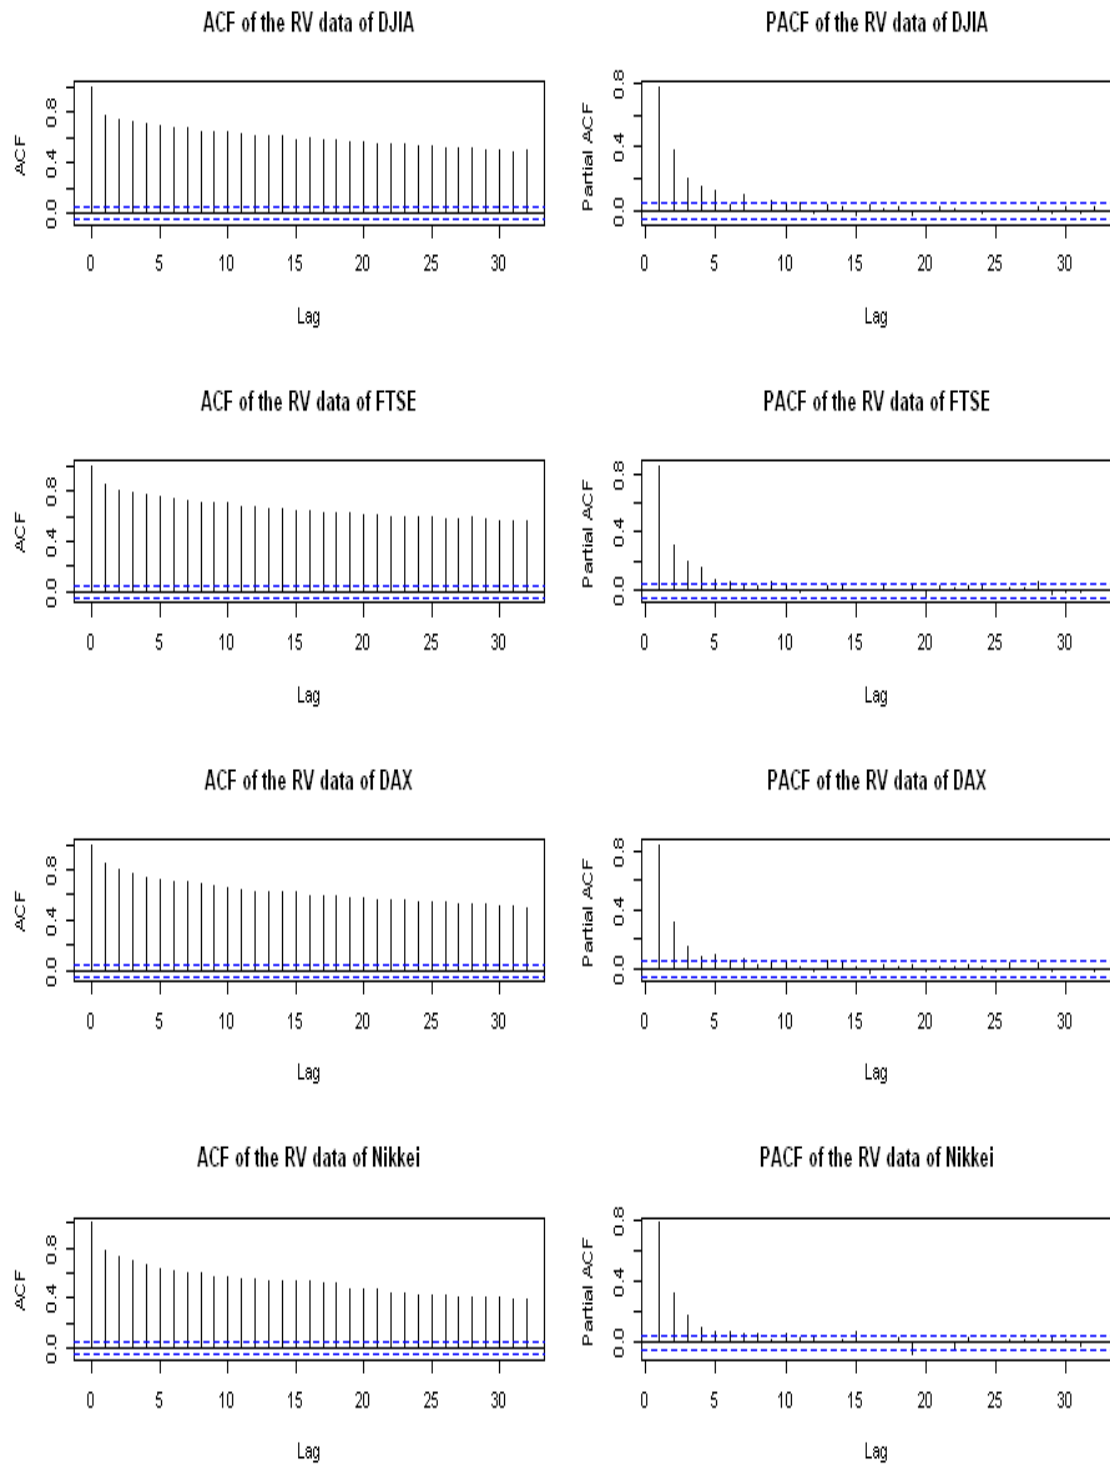 ACF of the RV data of DJIA
ACF
0.0 0.4 0.8
0 5 10 15 20 25 30
Lag
PACF of the RV data of DJIA
Partial ACF
0.0 0.4 0.8
0 5 10 15 20 25 30
Lag
ACF of the RV data of FTSE
ACF
0.0 0.4 0.8
0 5 10 15 20 25 30
Lag
PACF of the RV data of FTSE
Partial ACF
0.0 0.4 0.8
0 5 10 15 20 25 30
Lag
ACF of the RV data of DAX
ACF
0.0 0.4 0.8
0 5 10 15 20 25 30
Lag
PACF of the RV data of DAX
Partial ACF
0.0 0.4 0.8
0 5 10 15 20 25 30
Lag
ACF of the RV data of Nikkei
ACF
0.0 0.4 0.8
0 5 10 15 20 25 30
Lag
PACF of the RV data of Nikkei
Partial ACF
0.0 0.4 0.8
0 5 10 15 20 25 30
Lag